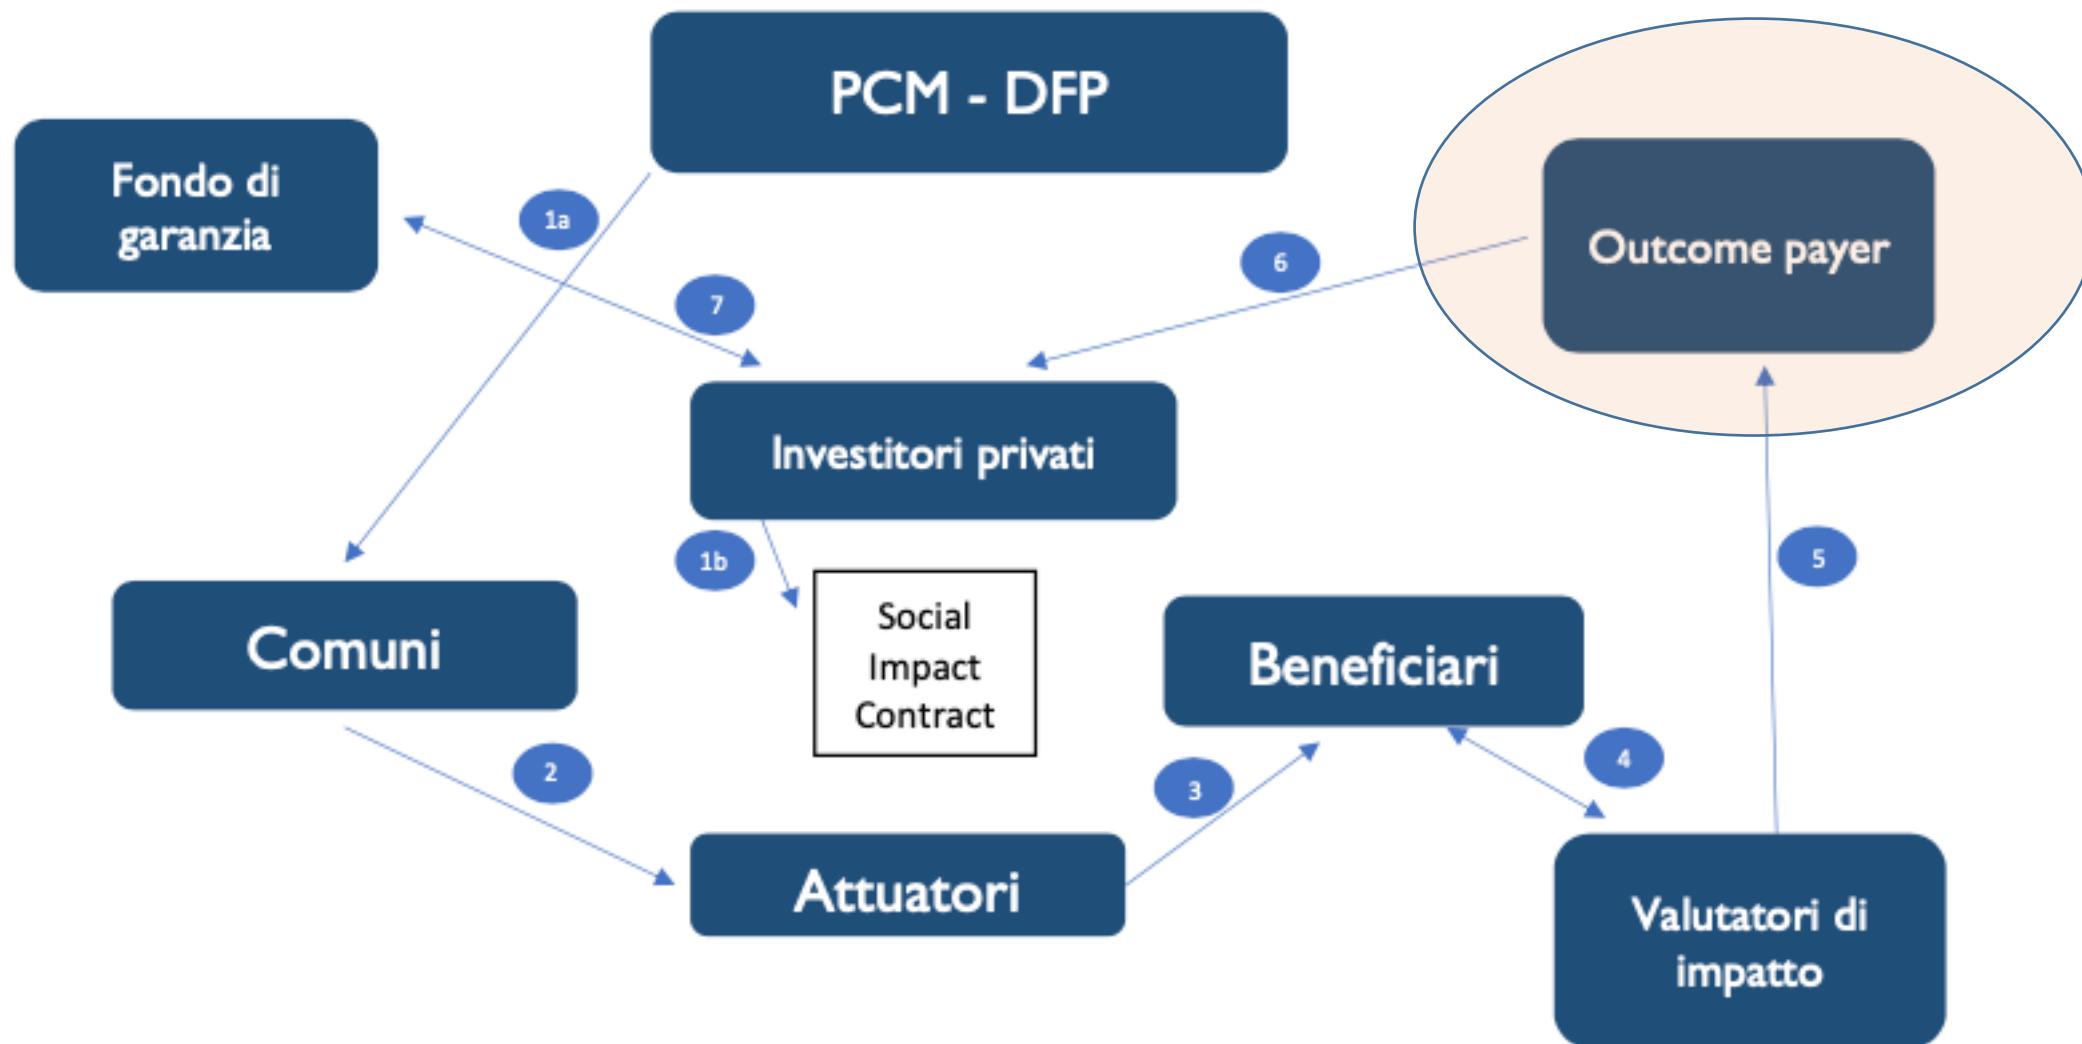 PCM - DFP
Fondo di
garanzia
1a
Outcome payer
6
7
Investitori privati
1b
5
Social
Impact
Contract
Comuni
Beneficiari
2
3
4
Attuatori
Valutatori di
impatto